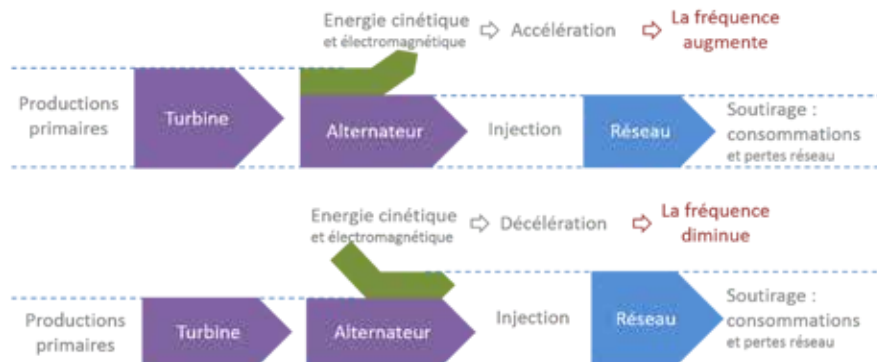 Energie cinétique
et électromagnétique
Accélération
La fréquence
augmente
Productions
primaires
Turbine
Alternateur
Injection
Réseau
Soutirage :
consommations
et pertes réseau
Energie cinétique
et électromagnétique
Décélération
La fréquence
diminue
Productions
primaires
Turbine
Alternateur
Injection
Réseau
Soutirage :
consommations
et pertes réseau